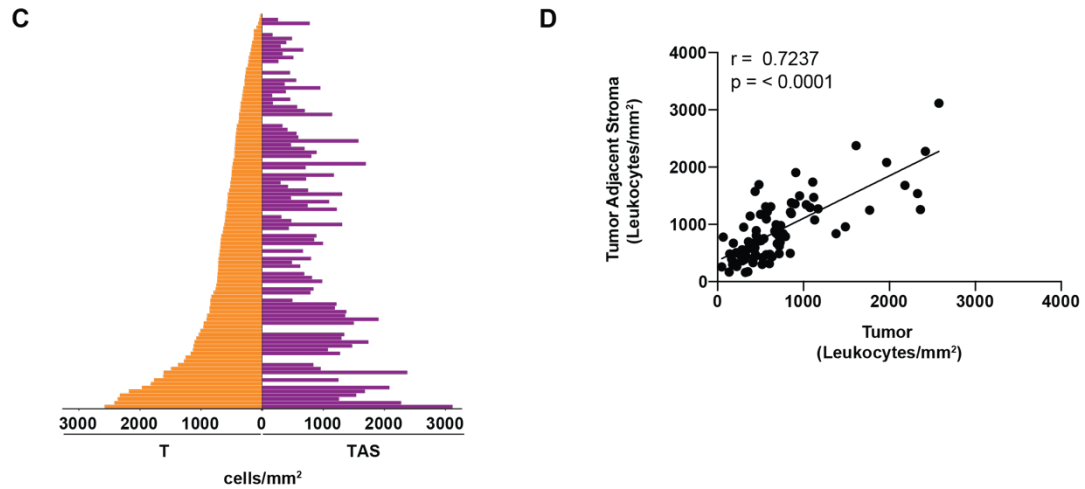 C
3000 2000 1000 0 1000 2000 3000
T TAS
cells/mm²
D
r = 0.7237
p = < 0.0001
4000
3000
2000
1000
0
Tumor Adjacent Stroma
(Leukocytes/mm²)
0 1000 2000 3000 4000
Tumor
(Leukocytes/mm²)